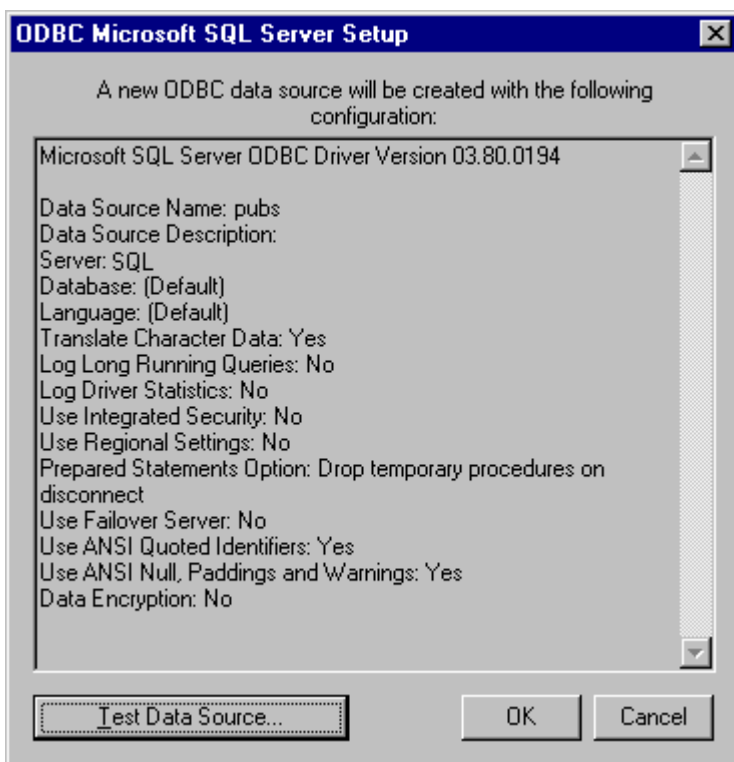 ODBC Microsoft SQL Server Setup
A new ODBC data source will be created with the following
configuration:
Microsoft SQL Server ODBC Driver Version 03.80.0194
Data Source Name: pubs
Data Source Description:
Server: SQL
Database: (Default)
Language: (Default)
Translate Character Data: Yes
Log Long Running Queries: No
Log Driver Statistics: No
Use Integrated Security: No
Use Regional Settings: No
Prepared Statements Option: Drop temporary procedures on
disconnect
Use Failover Server: No
Use ANSI Quoted Identifiers: Yes
Use ANSI Null, Paddings and Warnings: Yes
Data Encryption: No
Test Data Source... OK Cancel